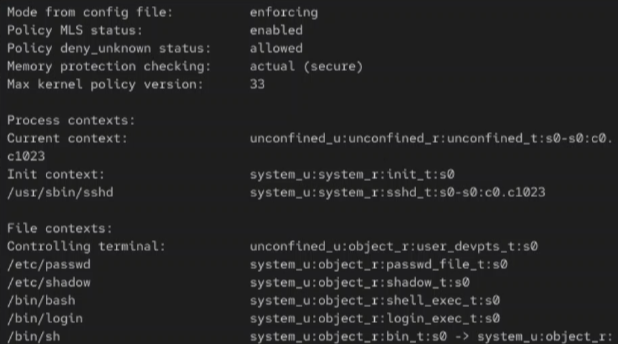 Mode from config file: enforcing
Policy MLS status: enabled
Policy deny_unknown status: allowed
Memory protection checking: actual (secure)
Max kernel policy version: 33
Process contexts:
Current context: unconfined_u:unconfined_r:unconfined_t:s0-s0:c0.
c1023
Init context: system_u:system_r:init_t:s0
/usr/sbin/sshd system_u:system_r:sshd_t:s0-s0:c0.c1023
File contexts:
Controlling terminal: unconfined_u:object_r:user_devpts_t:s0
/etc/passwd system_u:object_r:passwd_file_t:s0
/etc/shadow system_u:object_r:shadow_t:s0
/bin/bash system_u:object_r:shell_exec_t:s0
/bin/login system_u:object_r:login_exec_t:s0
/bin/sh system_u:object_r:bin_t:s0 -> system_u:object_r: